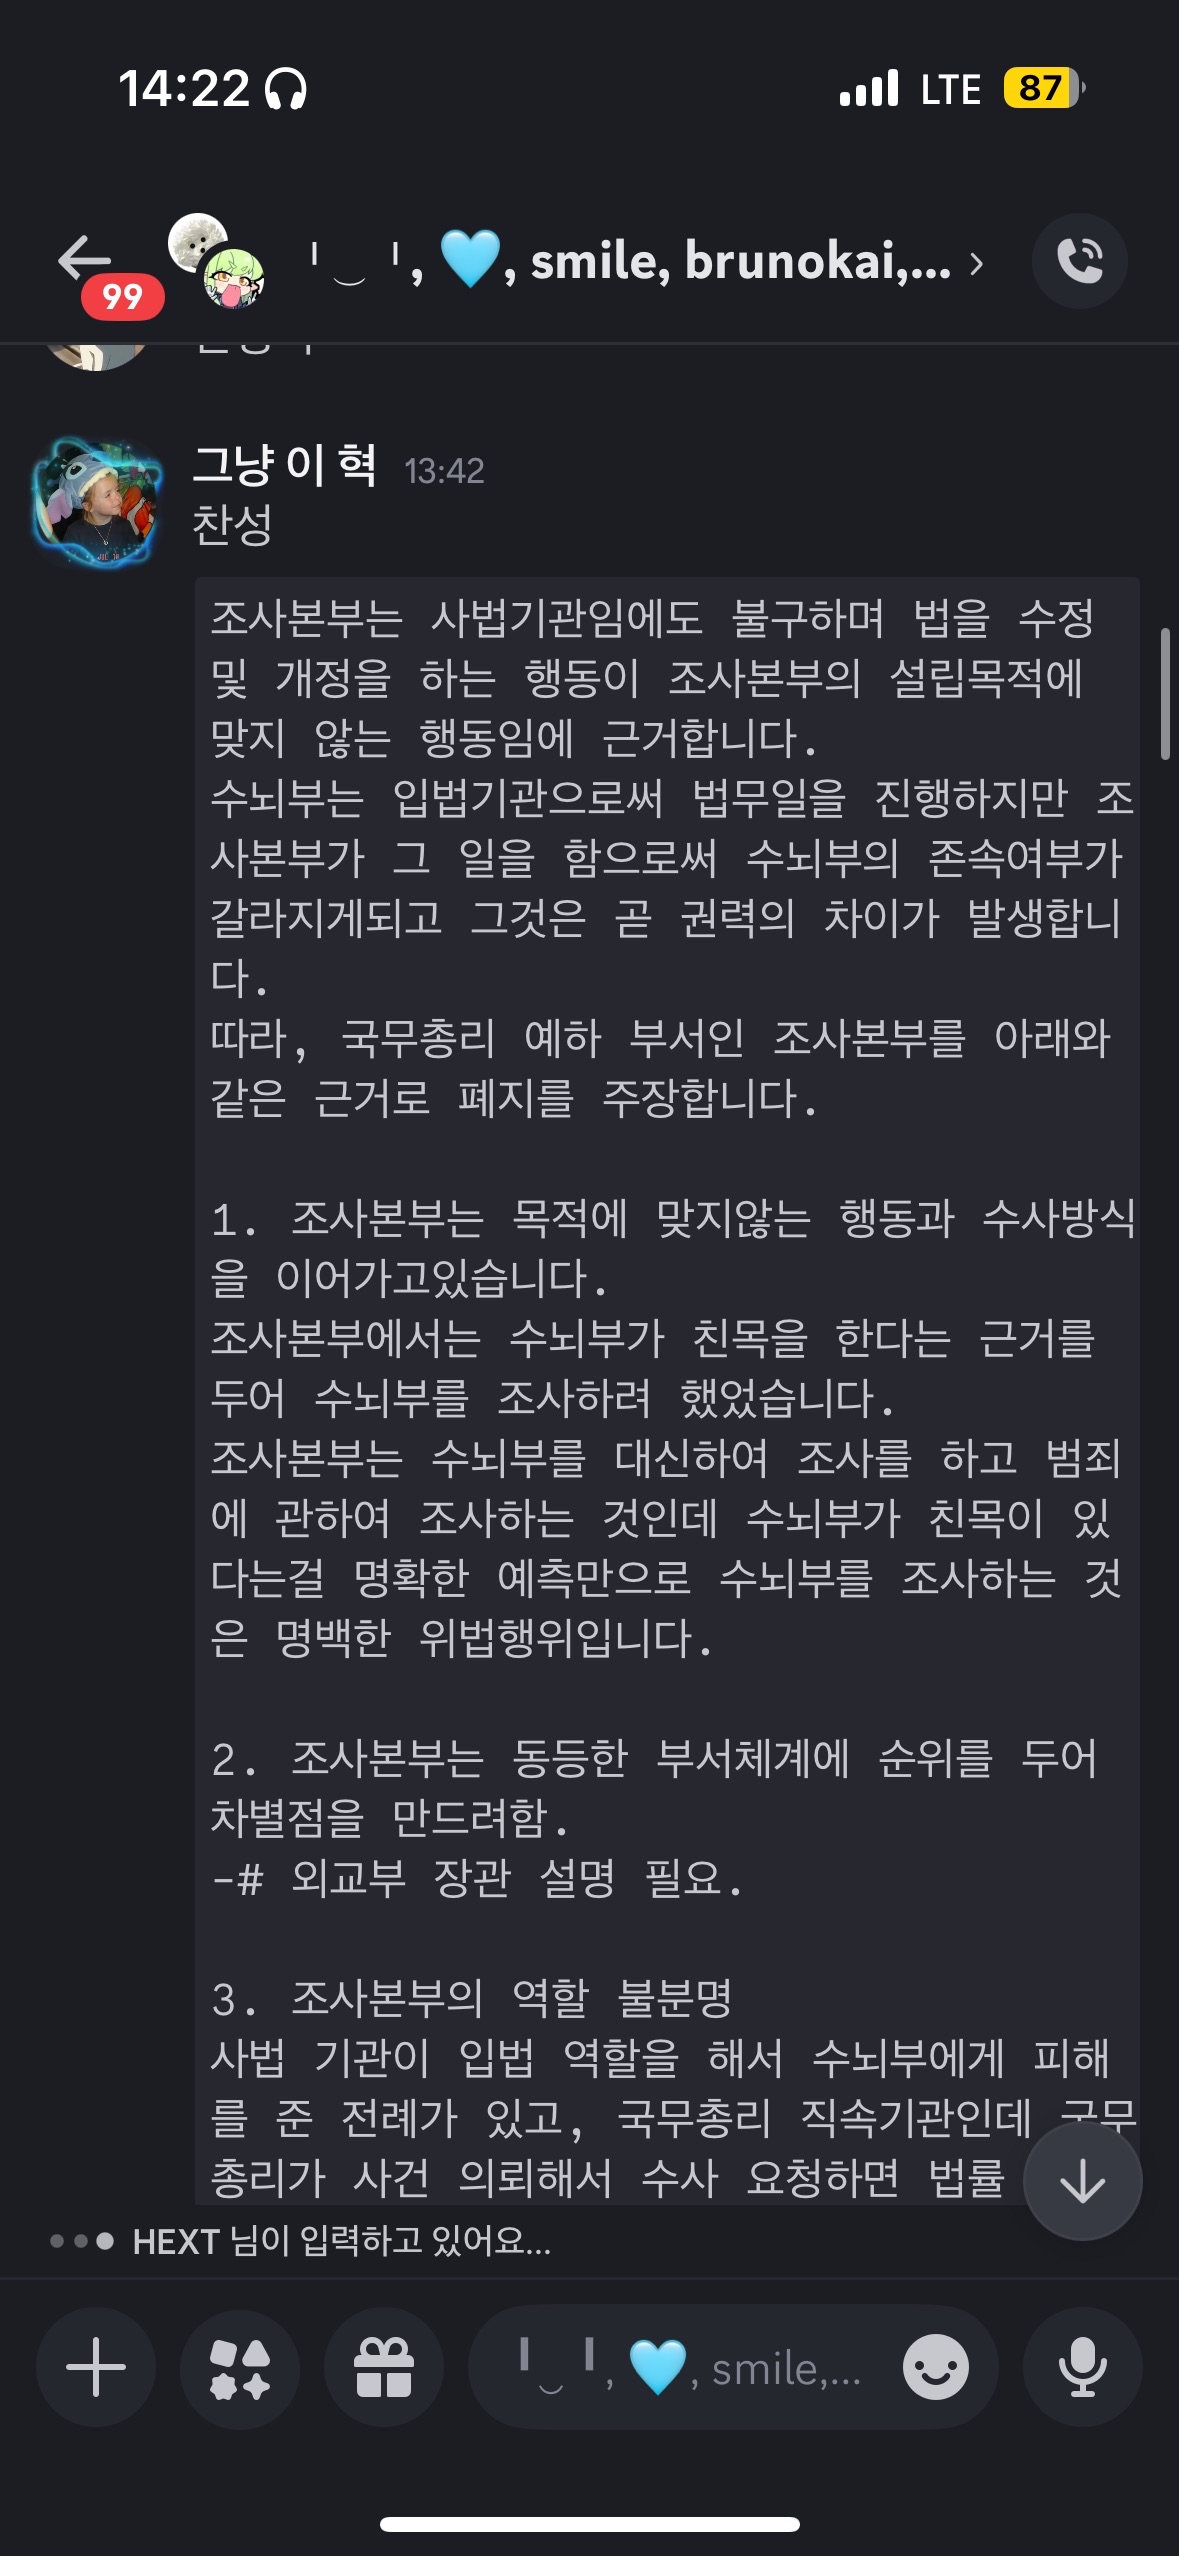 14:22 LTE 87
99 , 🩵, smile, brunokai,... ›
그냥 이 혁 13:42
찬성
조사본부는 사법기관임에도 불구하며 법을 수정
및 개정을 하는 행동이 조사본부의 설립목적에
맞지 않는 행동임에 근거합니다.
수뇌부는 입법기관으로써 법무일을 진행하지만 조
사본부가 그 일을 함으로써 수뇌부의 존속여부가
갈라지게되고 그것은 곧 권력의 차이가 발생합니
다.
따라, 국무총리 예하 부서인 조사본부를 아래와
같은 근거로 폐지를 주장합니다.
1. 조사본부는 목적에 맞지않는 행동과 수사방식
을 이어가고있습니다.
조사본부에서는 수뇌부가 친목을 한다는 근거를
두어 수뇌부를 조사하려 했었습니다.
조사본부는 수뇌부를 대신하여 조사를 하고 범죄
에 관하여 조사하는 것인데 수뇌부가 친목이 있
다는걸 명확한 예측만으로 수뇌부를 조사하는 것
은 명백한 위법행위입니다.
2. 조사본부는 동등한 부서체계에 순위를 두어
차별점을 만드려함.
-# 외교부 장관 설명 필요.
3. 조사본부의 역할 불분명
사법 기관이 입법 역할을 해서 수뇌부에게 피해
를 준 전례가 있고, 국무총리 직속기관인데 국무
총리가 사건 의뢰해서 수사 요청하면 법률
HEXT 님이 입력하고 있어요...
, 🩵, smile,...